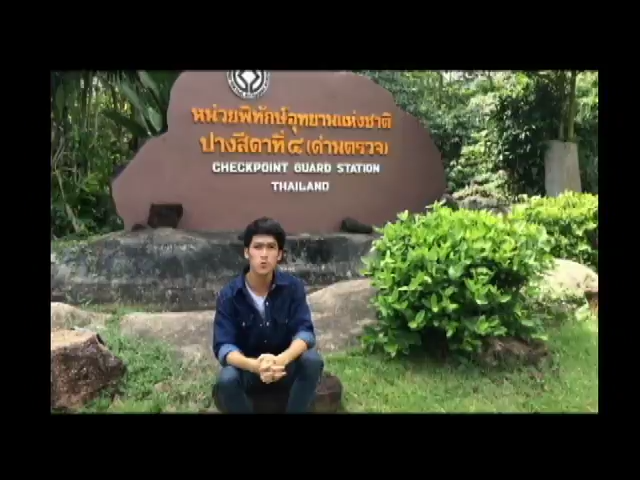 หน่วยพิทักษ์อุทยานแห่งชาติ
ปางสีดาที่ ๔ (ด่านตรวจ)
CHECKPOINT GUARD STATION
THAILAND